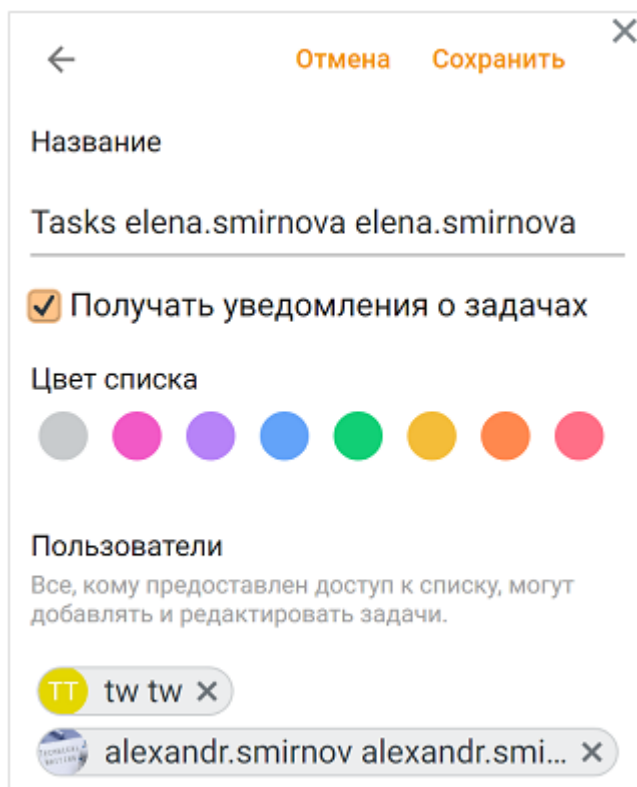 Отмена Сохранить
Название
Tasks elena.smirnova elena.smirnova
Получать уведомления о задачах
Цвет списка
Пользователи
Все, кому предоставлен доступ к списку, могут
добавлять и редактировать задачи.
TT tw tw
alexandr.smirnov alexandr.smi...